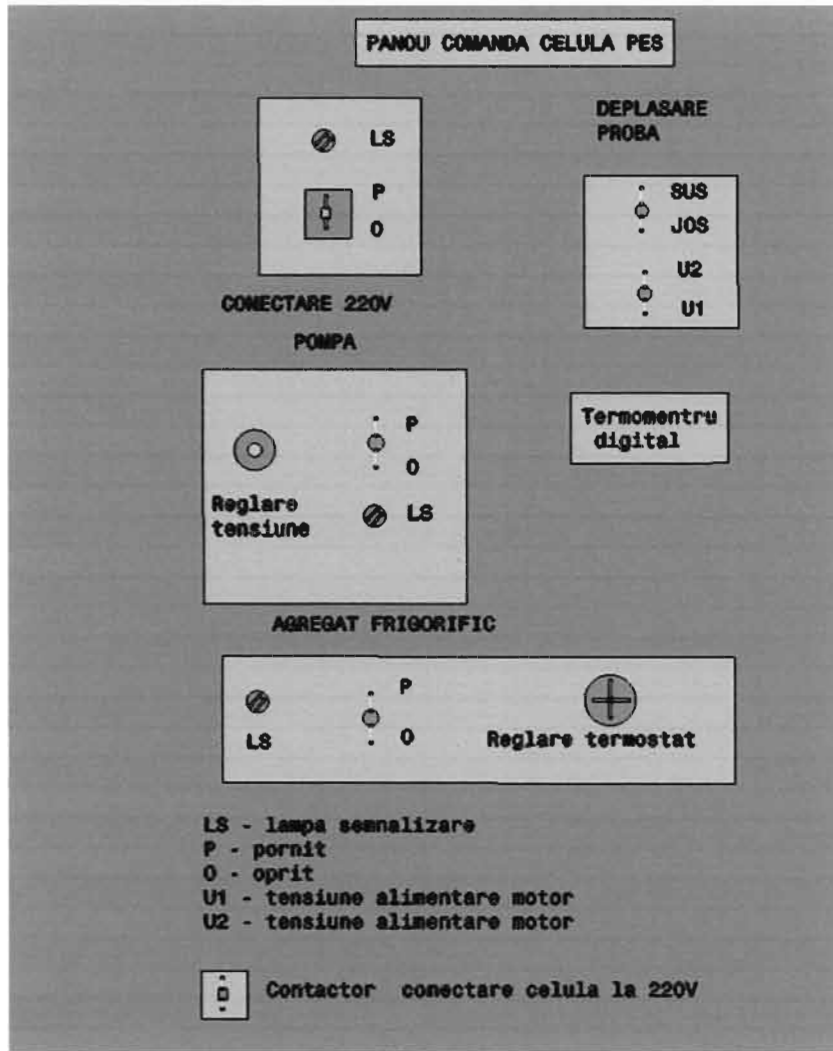 PANOU COMANDA CELULA PES
DEPLASARE
PROBA
LS
P
O
CONECTARE 220V
SUS
JOS
U2
U1
POMPA
P
O
Reglare
tensiune
LS
Termomentru
digital
AGREGAT FRIGORIFIC
LS
P
O
Reglare termostat
LS - lampa semnalizare
P - pornit
O - oprit
U1 - tensiune alimentare motor
U2 - tensiune alimentare motor
Contactor conectare celula la 220V